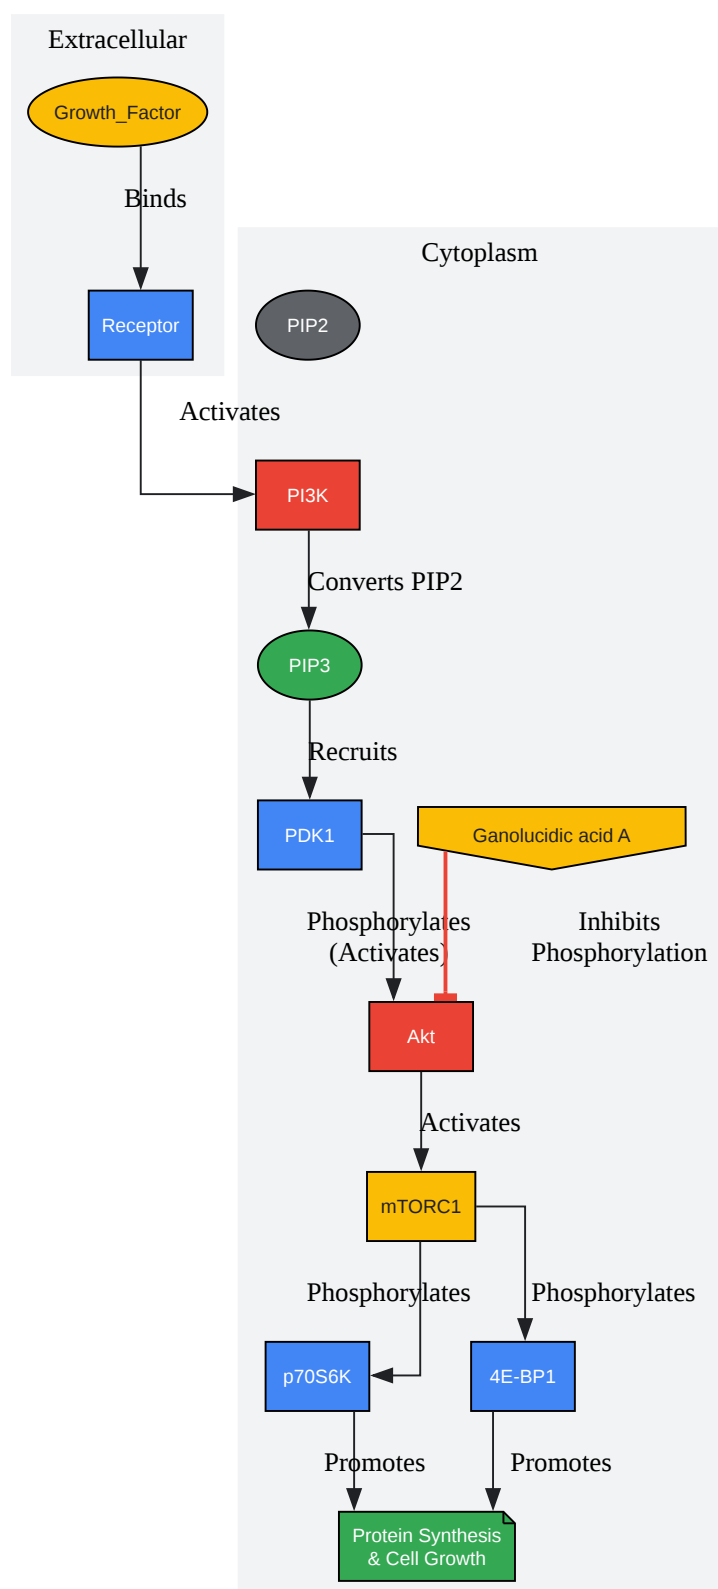 Extracellular
Growth_Factor
Binds
Cytoplasm
Receptor
PIP2
Activates
PI3K
Converts PIP2
PIP3
Recruits
PDK1
Ganolucidic acid A
Phosphorylates
(Activates)
Inhibits
Phosphorylation
Akt
Activates
mTORC1
Phosphorylates
Phosphorylates
p70S6K
4E-BP1
Promotes
Promotes
Protein Synthesis
& Cell Growth